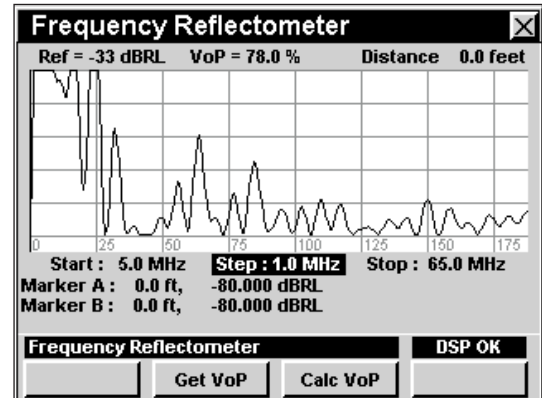 Frequency Reflectometer
Ref = -33 dBRL VoP = 78.0 % Distance 0.0 feet
0 25 50 75 100 125 150 175
Start : 5.0 MHz Step : 1.0 MHz Stop : 65.0 MHz
Marker A : 0.0 ft, -80.000 dBRL
Marker B : 0.0 ft, -80.000 dBRL
Frequency Reflectometer DSP OK
Get VoP Calc VoP